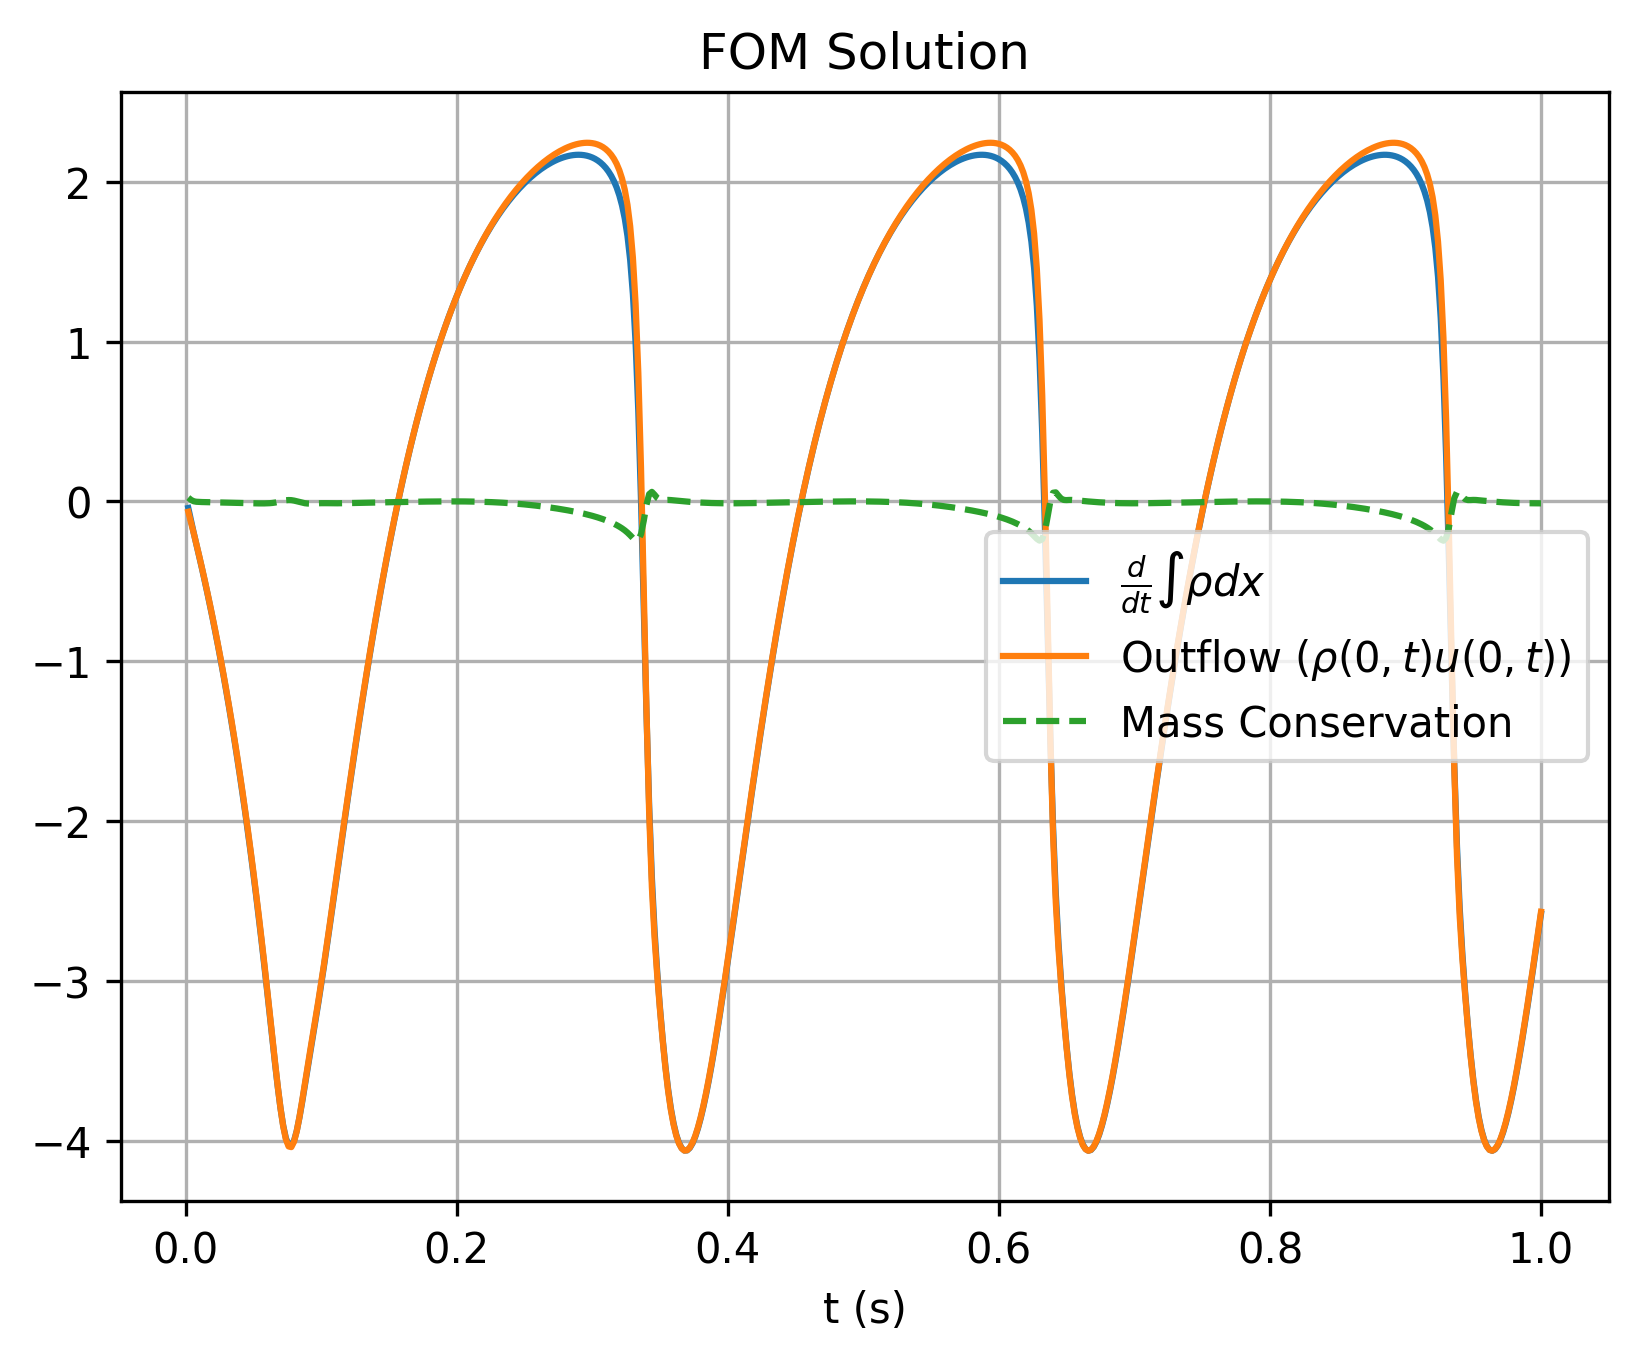 FOM Solution
2
1
0
−1
−2
−3
−4
d/dt ∫ρdx
Outflow (ρ(0, t)u(0, t))
Mass Conservation
0.0 0.2 0.4 0.6 0.8 1.0
t (s)